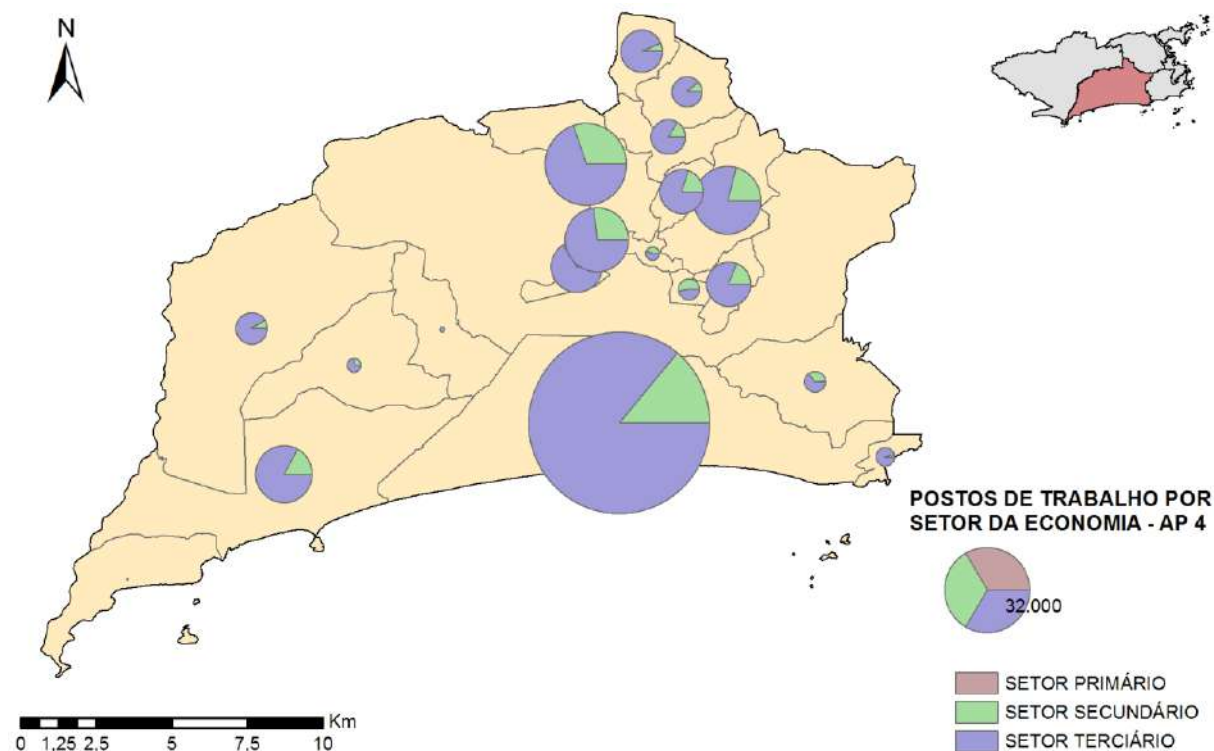 N
POSTOS DE TRABALHO POR
SETOR DA ECONOMIA - AP 4
32.000
SETOR PRIMÁRIO
SETOR SECUNDÁRIO
SETOR TERCIÁRIO
Km
0 1.25 2.5 5 7.5 10